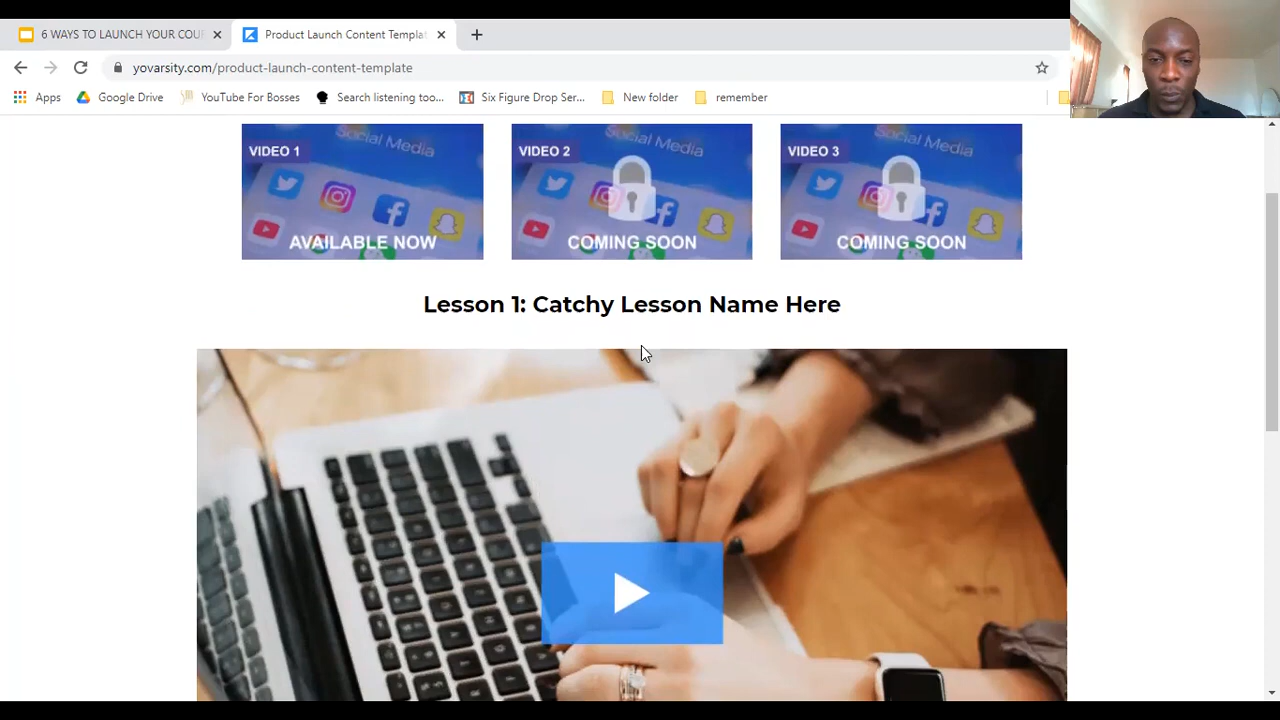 6 WAYS TO LAUNCH YOUR COU
Product Launch Content Templa
yovarsity.com/product-launch-content-template
Apps
Google Drive
YouTube For Bosses
Search listening too...
Six Figure Drop Ser...
New folder
remember
Social Media
VIDEO 1
AVAILABLE NOW
Social Media
VIDEO 2
COMING SOON
Social Media
VIDEO 3
COMING SOON
Lesson 1: Catchy Lesson Name Here